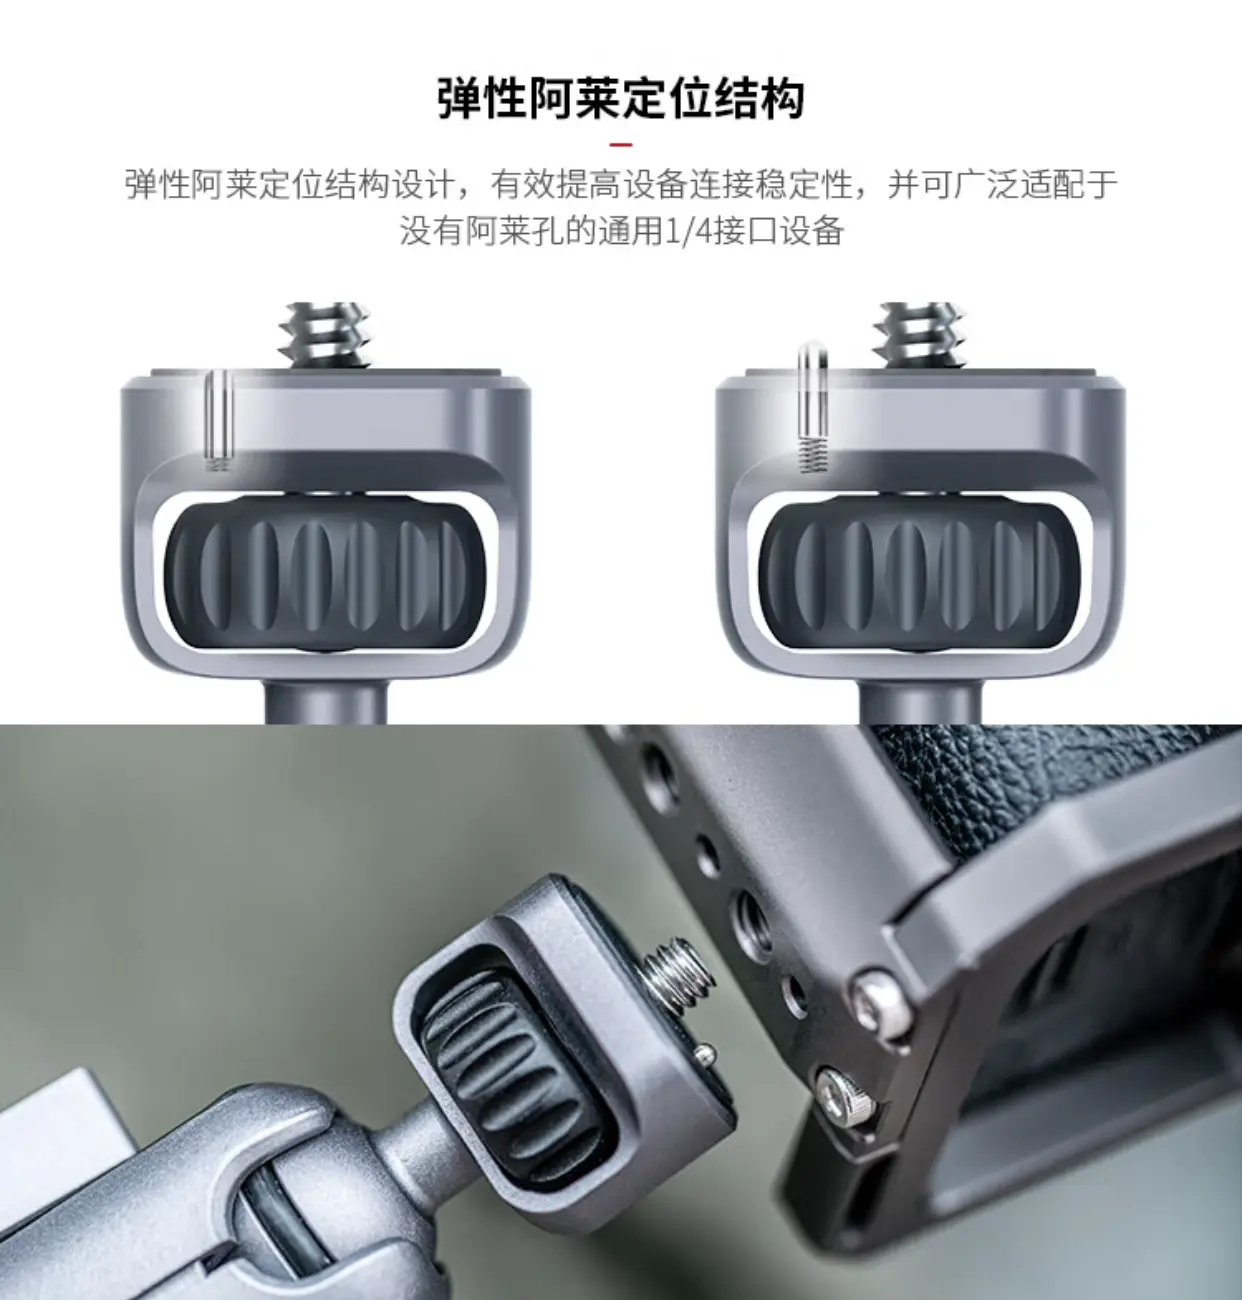 弹性阿莱定位结构
弹性阿莱定位结构设计，有效提高设备连接稳定性，并可广泛适配于
没有阿莱孔的通用1/4接口设备